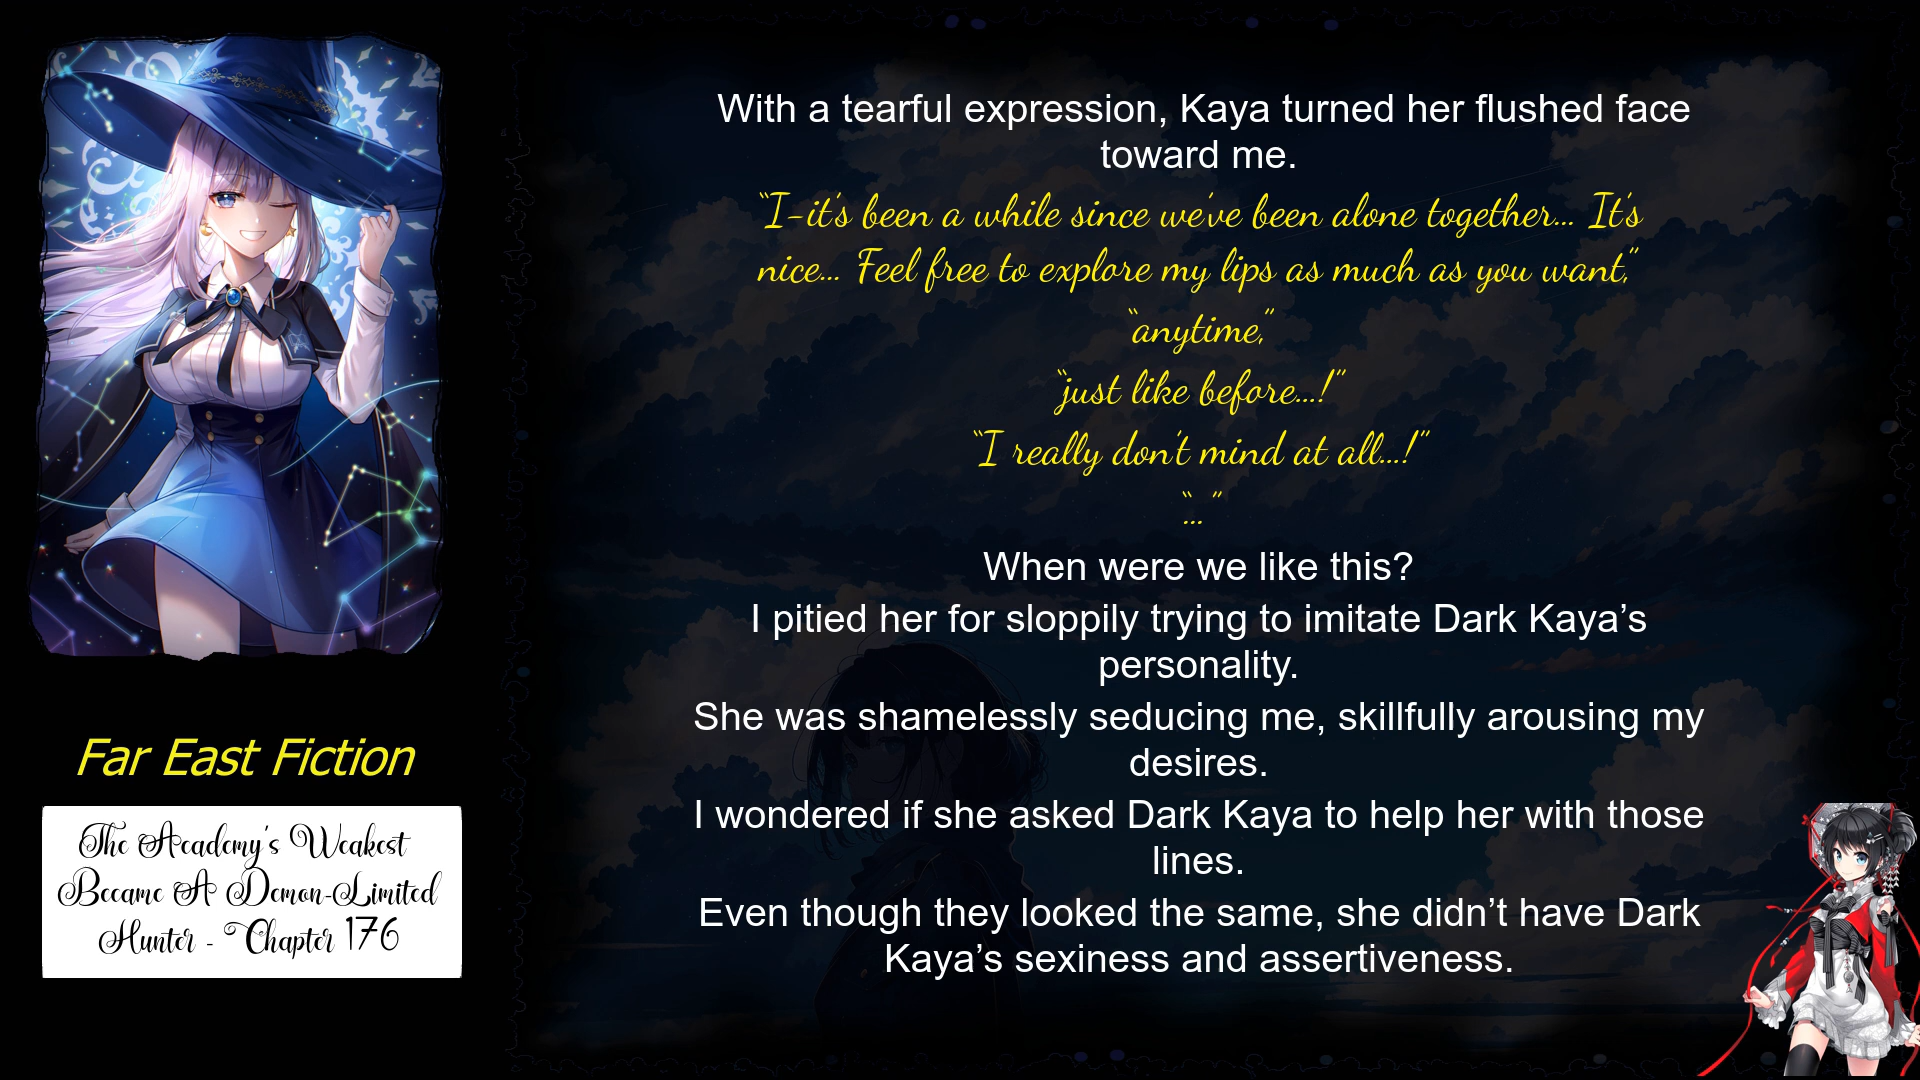 With a tearful expression, Kaya turned her flushed face
toward me.
“I-it’s been a while since we’ve been alone together… It’s
nice… Feel free to explore my lips as much as you want,”
“anytime,”
“just like before…!”
“I really don’t mind at all…!”
“…”
When were we like this?
I pitied her for sloppily trying to imitate Dark Kaya’s
personality.
She was shamelessly seducing me, skillfully arousing my
desires.
I wondered if she asked Dark Kaya to help her with those
lines.
Even though they looked the same, she didn’t have Dark
Kaya’s sexiness and assertiveness.
Far East Fiction
The Academy's Weakest
Became A Demon-Limited
Hunter - Chapter 176